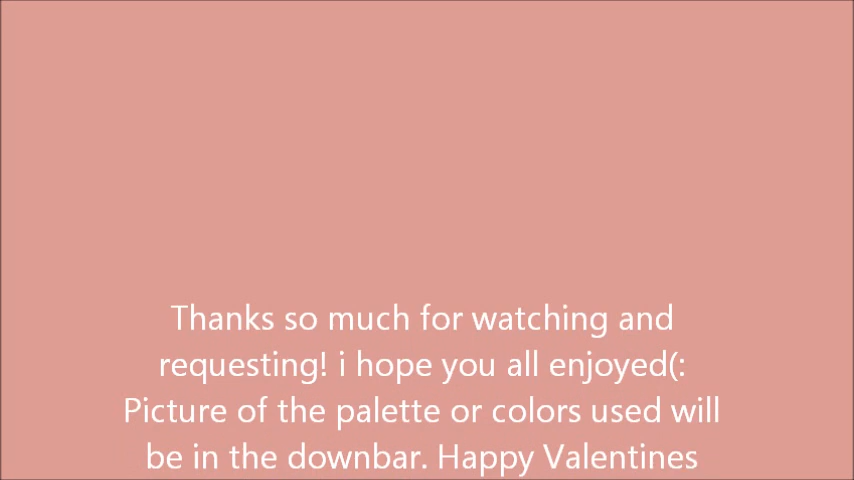 Thanks so much for watching and
requesting! i hope you all enjoyed(:
Picture of the palette or colors used will
be in the downbar. Happy Valentines